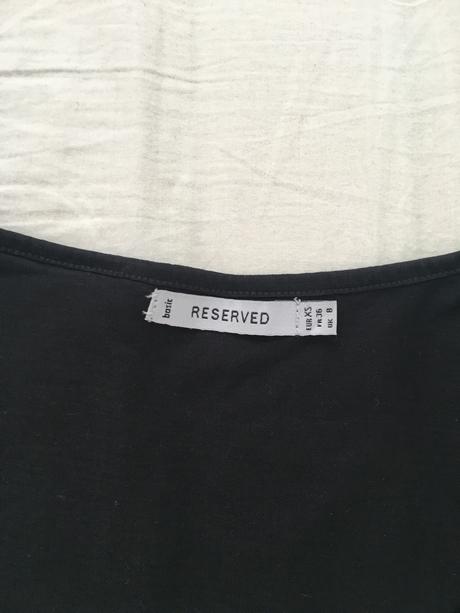 basic
RESERVED
EUR XS
FR 36
UK 8